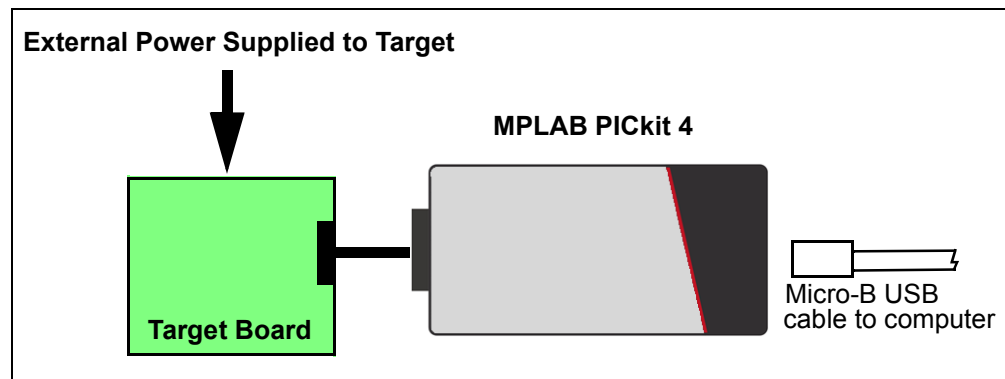 External Power Supplied to Target
MPLAB PICkit 4
Target Board
Micro-B USB
cable to computer